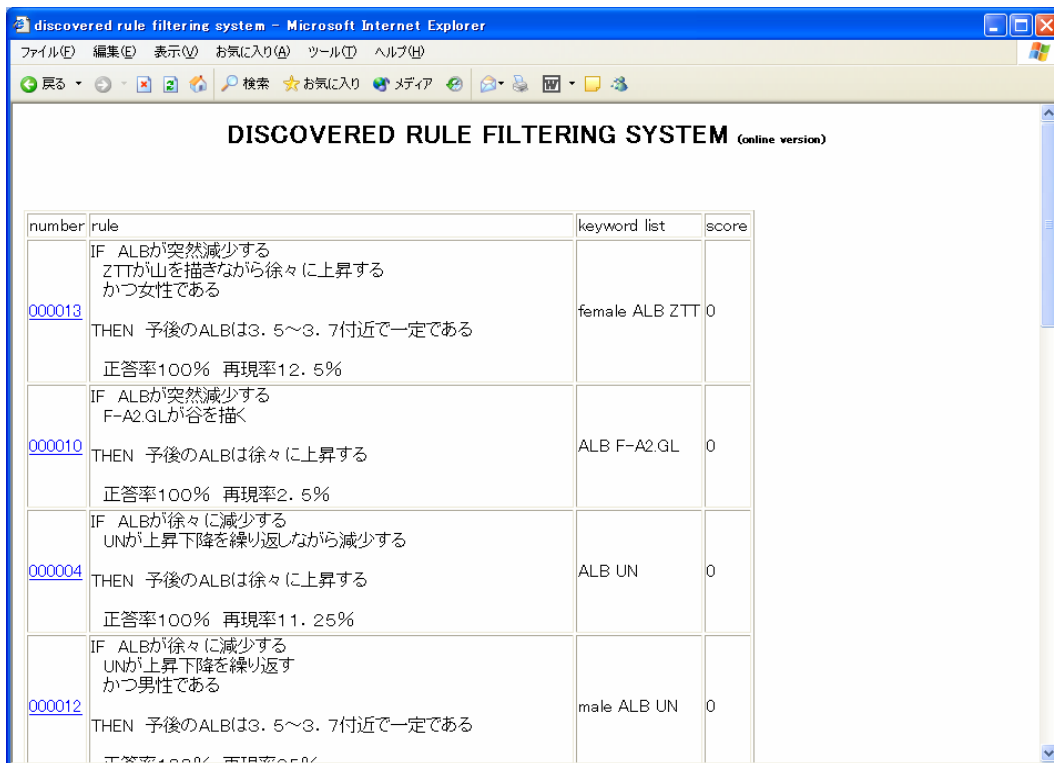 discovered rule filtering system - Microsoft Internet Explorer
ファイル(F) 編集(E) 表示(V) お気に入り(A) ツール(T) ヘルプ(H)
戻る 検索 お気に入り メディア
DISCOVERED RULE FILTERING SYSTEM (online version)
number rule keyword list score
IF ALBが突然減少する
ZTTが山を描きながら徐々に上昇する
かつ女性である
000013 female ALB ZTT 0
THEN 予後のALBは3.5～3.7付近で一定である
正答率100% 再現率12.5%
IF ALBが突然減少する
F-A2.GLが谷を描く
000010 ALB F-A2.GL 0
THEN 予後のALBは徐々に上昇する
正答率100% 再現率2.5%
IF ALBが徐々に減少する
UNが上昇下降を繰り返しながら減少する
000004 ALB UN 0
THEN 予後のALBは徐々に上昇する
正答率100% 再現率11.25%
IF ALBが徐々に減少する
UNが上昇下降を繰り返す
かつ男性である
000012 male ALB UN 0
THEN 予後のALBは3.5～3.7付近で一定である